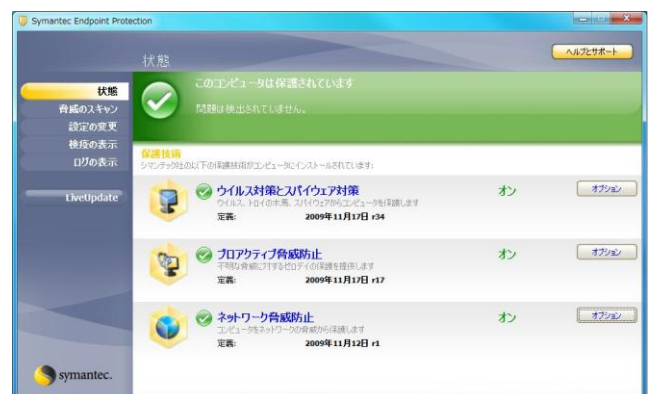 Symantec Endpoint Protection
状態
ヘルプとサポート
状態
脅威のスキャン
設定の変更
検疫の表示
ログの表示
LiveUpdate
このコンピュータは保護されています
問題は検出されていません。
保護技術
シマンテック社の以下の保護技術がコンピュータにインストールされています:
ウイルス対策とスパイウェア対策
オン
オプション
ウイルス、トロイの木馬、スパイウェアからコンピュータを保護します
定義: 2009年11月17日 r34
プロアクティブ脅威防止
オン
オプション
不明な脅威に対するゼロデイの保護を提供します
定義: 2009年11月17日 r17
ネットワーク脅威防止
オン
オプション
コンピュータをネットワークの脅威から保護します
定義: 2009年11月12日 r1
symantec.